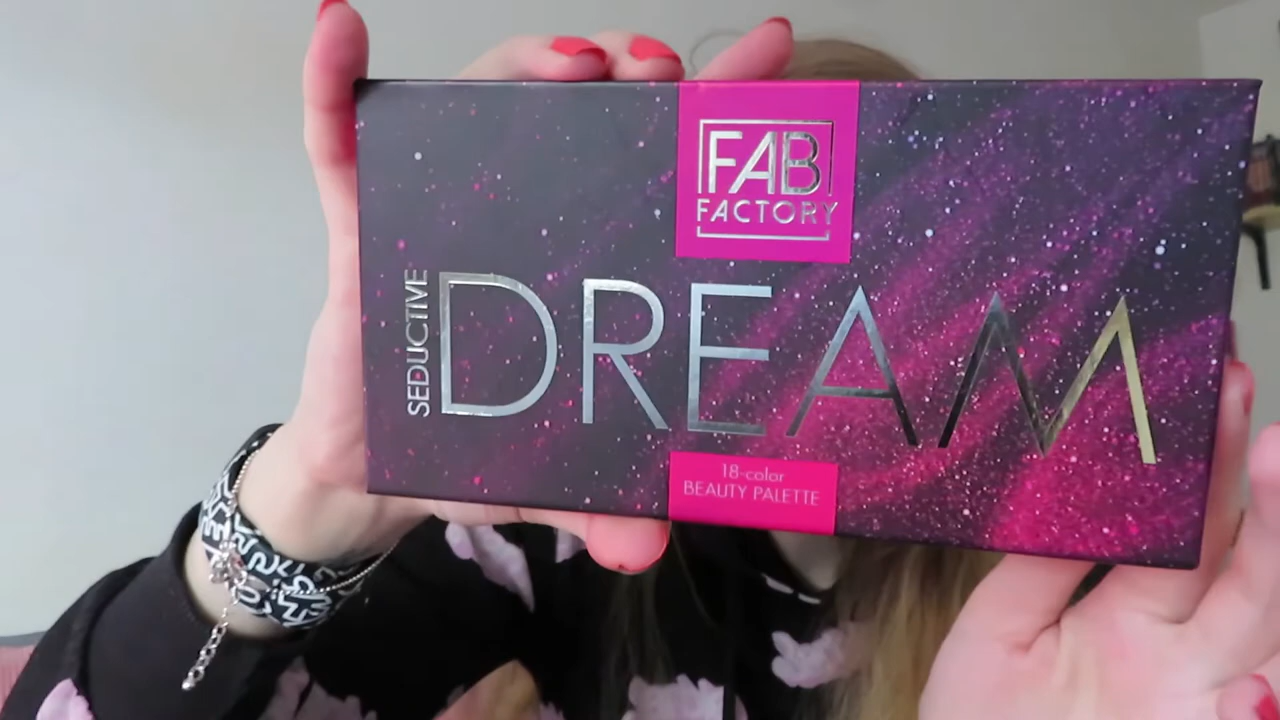 FAB
FACTORY
SEDUCTIVE
DREAM
18-color
BEAUTY PALETTE